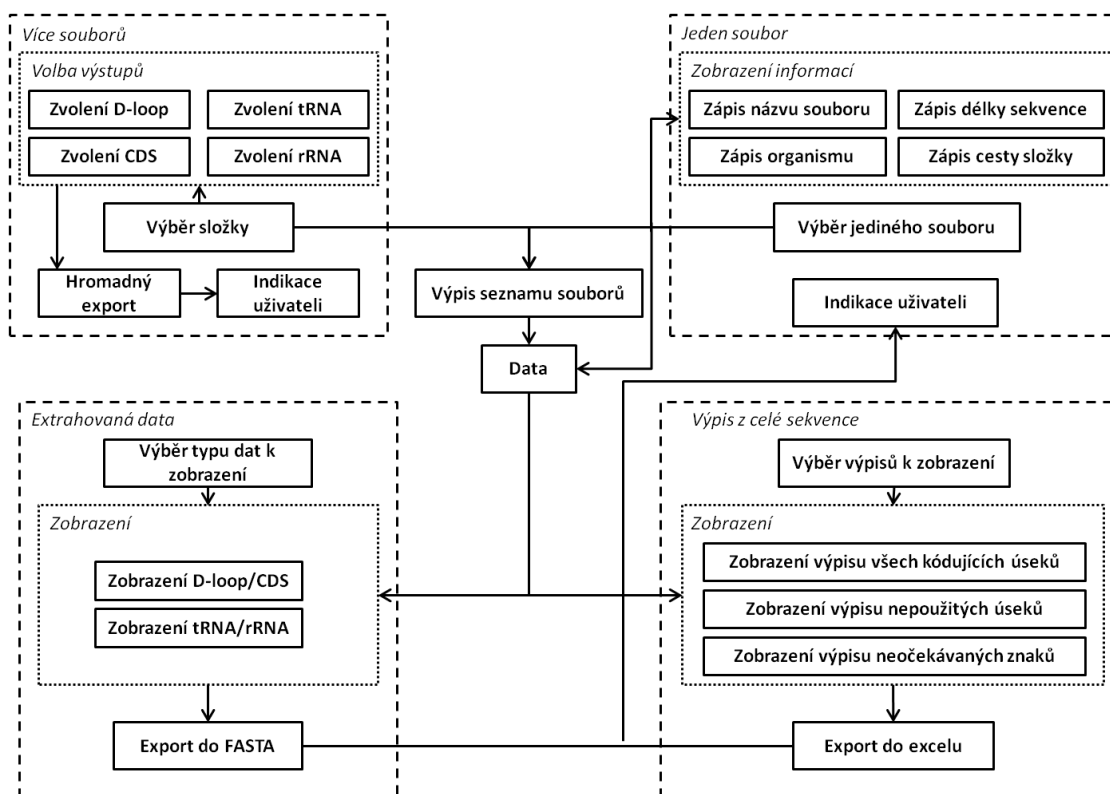 Více souborů
Volba výstupů
Zvolení D-loop
Zvolení tRNA
Zvolení CDS
Zvolení rRNA
Výběr složky
Hromadný
export
Indikace
uživateli
Jeden soubor
Zobrazení informací
Zápis názvu souboru
Zápis délky sekvence
Zápis organismu
Zápis cesty složky
Výběr jediného souboru
Indikace uživateli
Výpis seznamu souborů
Data
Extrahovaná data
Výběr typu dat k
zobrazení
Zobrazení
Zobrazení D-loop/CDS
Zobrazení tRNA/rRNA
Export do FASTA
Výpis z celé sekvence
Výběr výpisů k zobrazení
Zobrazení
Zobrazení výpisu všech kódujících úseků
Zobrazení výpisu nepoužitých úseků
Zobrazení výpisu neočekávaných znaků
Export do excelu